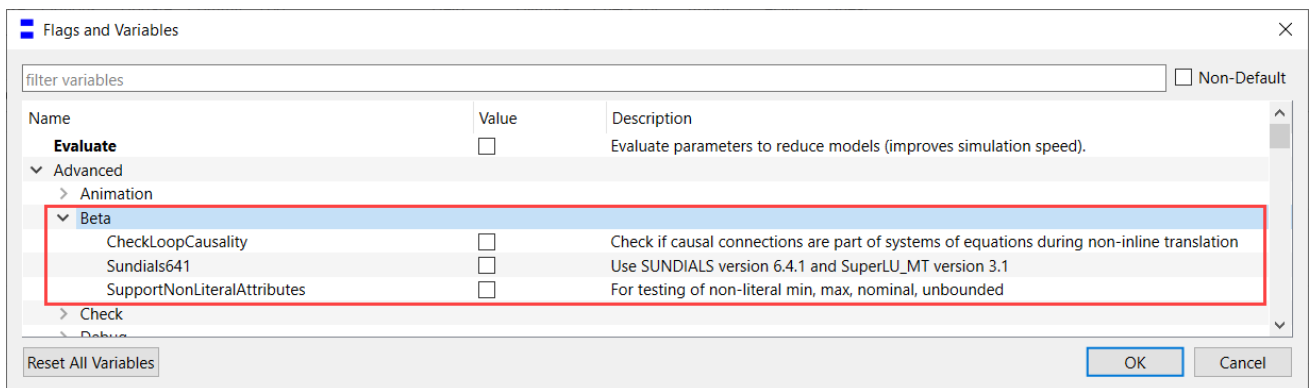 Flags and Variables
filter variables
Non-Default
Name Value Description
Evaluate Evaluate parameters to reduce models (improves simulation speed).
Advanced
Animation
Beta
CheckLoopCausality Check if causal connections are part of systems of equations during non-inline translation
Sundials641 Use SUNDIALS version 6.4.1 and SuperLU_MT version 3.1
SupportNonLiteralAttributes For testing of non-literal min, max, nominal, unbounded
Check
Debug
Reset All Variables OK Cancel